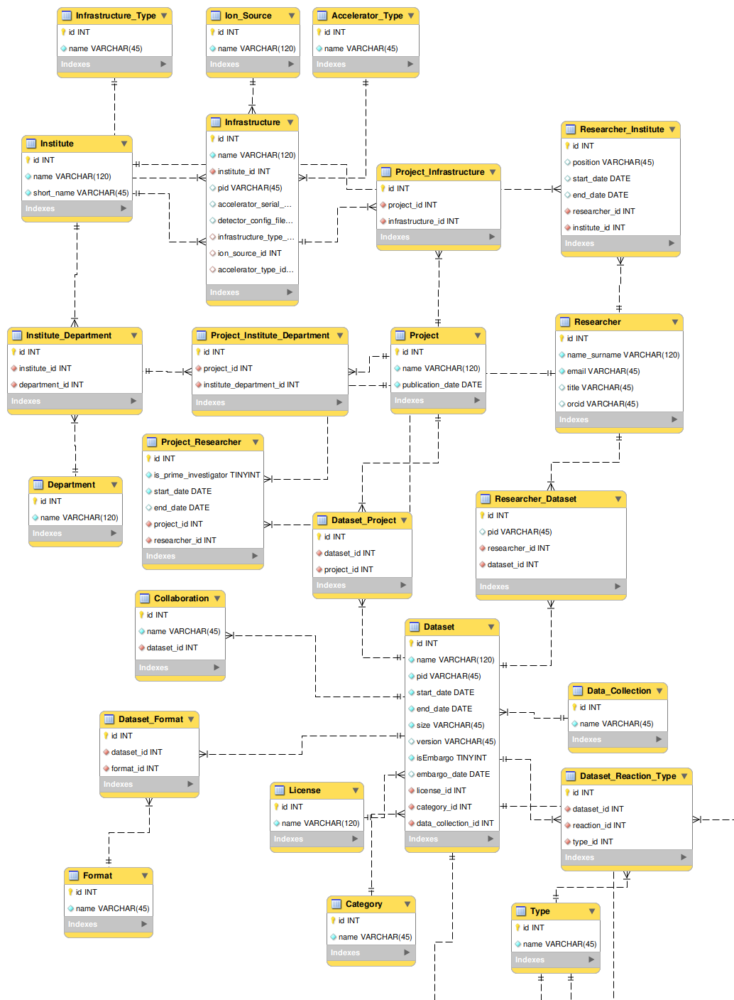 Infrastructure_Type
id INT
name VARCHAR(45)
Indexes
Ion_Source
id INT
name VARCHAR(120)
Indexes
Accelerator_Type
id INT
name VARCHAR(45)
Indexes
Institute
id INT
name VARCHAR(120)
short_name VARCHAR(45)
Indexes
Infrastructure
id INT
name VARCHAR(120)
institute_id INT
pid VARCHAR(45)
accelerator_serial_...
detector_config_file...
infrastructure_type_...
ion_source_id INT
accelerator_type_id...
Indexes
Project_Infrastructure
id INT
project_id INT
infrastructure_id INT
Indexes
Researcher_Institute
id INT
position VARCHAR(45)
start_date DATE
end_date DATE
researcher_id INT
institute_id INT
Indexes
Institute_Department
id INT
institute_id INT
department_id INT
Indexes
Project_Institute_Department
id INT
project_id INT
institute_department_id INT
Indexes
Project
id INT
name VARCHAR(120)
publication_date DATE
Indexes
Researcher
id INT
name_surname VARCHAR(120)
email VARCHAR(45)
title VARCHAR(45)
orcid VARCHAR(45)
Indexes
Department
id INT
name VARCHAR(120)
Indexes
Project_Researcher
id INT
is_prime_investigator TINYINT
start_date DATE
end_date DATE
project_id INT
researcher_id INT
Indexes
Dataset_Project
id INT
dataset_id INT
project_id INT
Indexes
Researcher_Dataset
id INT
pid VARCHAR(45)
researcher_id INT
dataset_id INT
Indexes
Collaboration
id INT
name VARCHAR(45)
dataset_id INT
Indexes
Dataset
id INT
name VARCHAR(120)
pid VARCHAR(45)
start_date DATE
end_date DATE
size VARCHAR(45)
version VARCHAR(45)
isEmbargo TINYINT
embargo_date DATE
license_id INT
category_id INT
data_collection_id INT
Indexes
Data_Collection
id INT
name VARCHAR(45)
Indexes
Dataset_Format
id INT
dataset_id INT
format_id INT
Indexes
License
id INT
name VARCHAR(120)
Indexes
Dataset_Reaction_Type
id INT
dataset_id INT
reaction_id INT
type_id INT
Indexes
Format
id INT
name VARCHAR(45)
Indexes
Category
id INT
name VARCHAR(45)
Indexes
Type
id INT
name VARCHAR(45)
Indexes